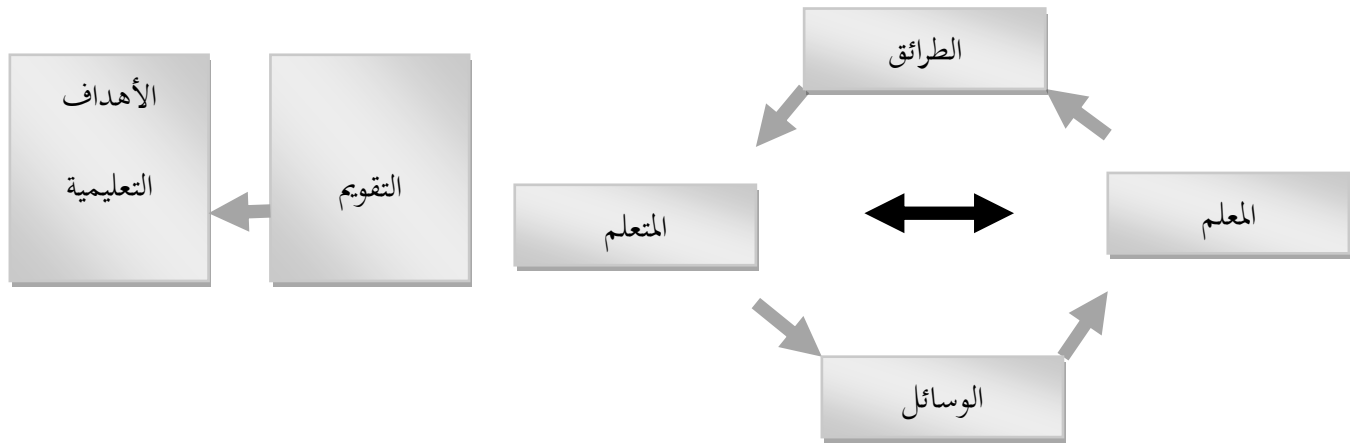 الطرائق
المعلم
المتعلم
الوسائل
التقويم
الأهداف
التعليمية